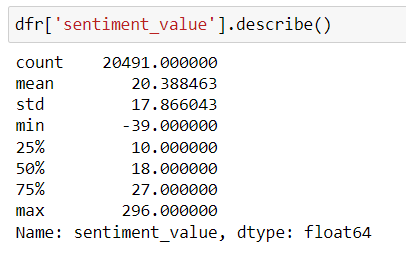 dfr['sentiment_value'].describe()
count    20491.000000
mean        20.388463
std         17.866043
min        -39.000000
25%         10.000000
50%         18.000000
75%         27.000000
max        296.000000
Name: sentiment_value, dtype: float64